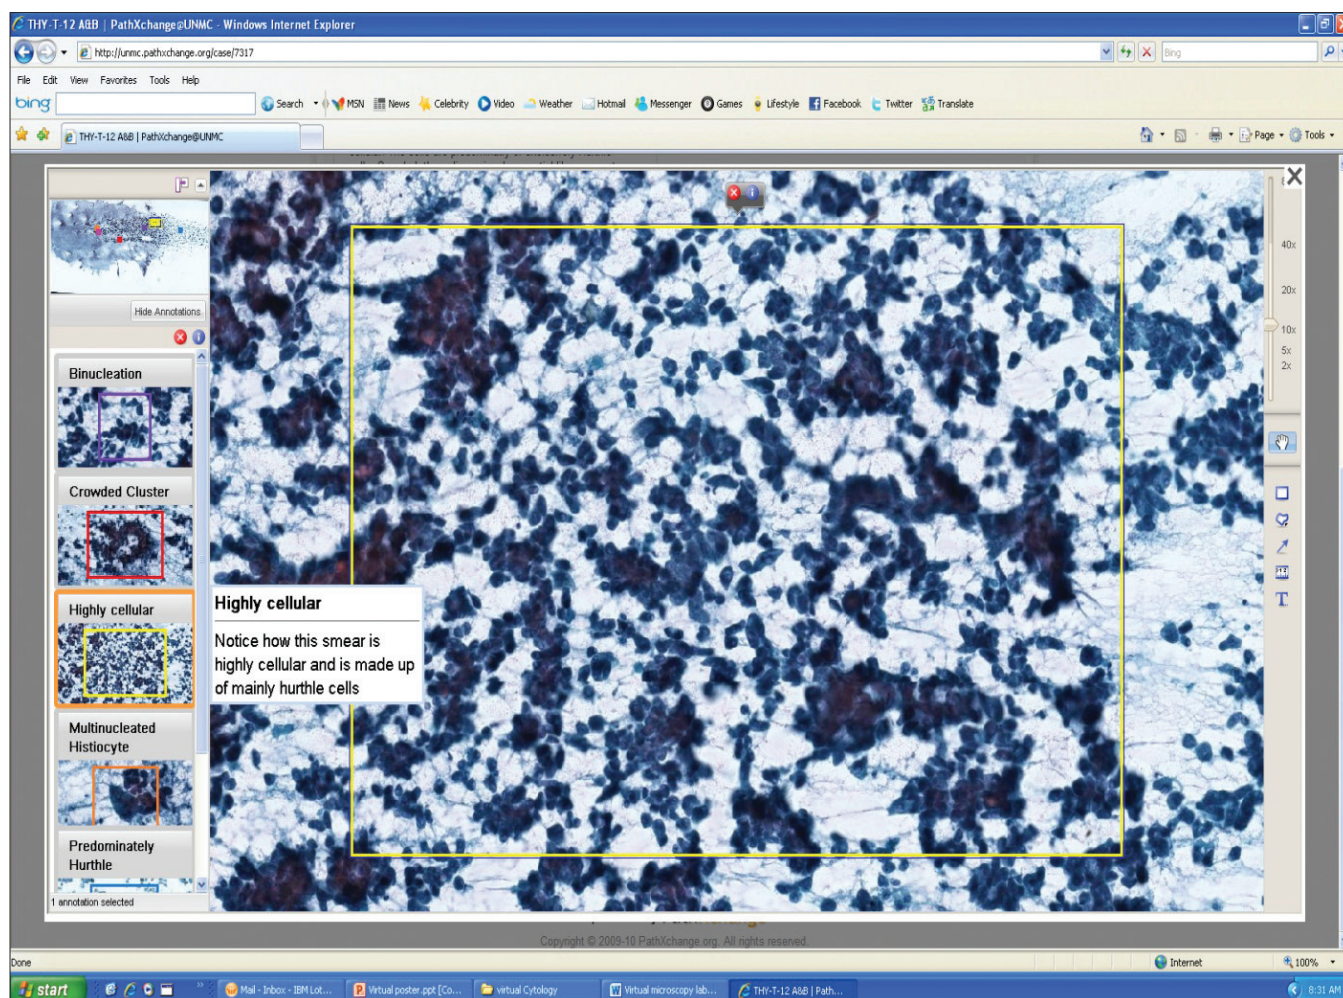 THY-T-12 A&B | PathXchange@UNMC - Windows Internet Explorer
http://unmc.pathxchange.org/case/7317
Bing
File Edit View Favorites Tools Help
bing Search MSN News Celebrity Video Weather Hotmail Messenger Games Lifestyle Facebook Twitter Translate
THY-T-12 A&B | PathXchange@UNMC
Page Tools
Hide Annotations
Binucleation
Crowded Cluster
Highly cellular
Multinucleated
Histiocyte
Predominately
Hurthle
1 annotation selected
Highly cellular
Notice how this smear is
highly cellular and is made up
of mainly hurthle cells
40x
20x
10x
5x
2x
T
Copyright © 2009-10 PathXchange.org. All rights reserved.
Done
Internet
100%
start
Mail - Inbox - IBM Lot...
Virtual poster.ppt [Co...
virtual Cytology
Virtual microscopy lab...
THY-T-12 A&B | Path...
8:31 AM